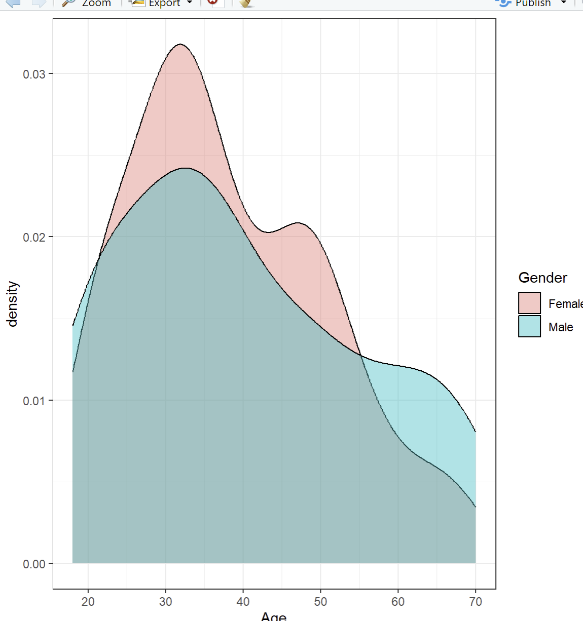 Zoom Export Publish
0.03
0.02
0.01
0.00
density
20 30 40 50 60 70
Age
Gender
Female
Male